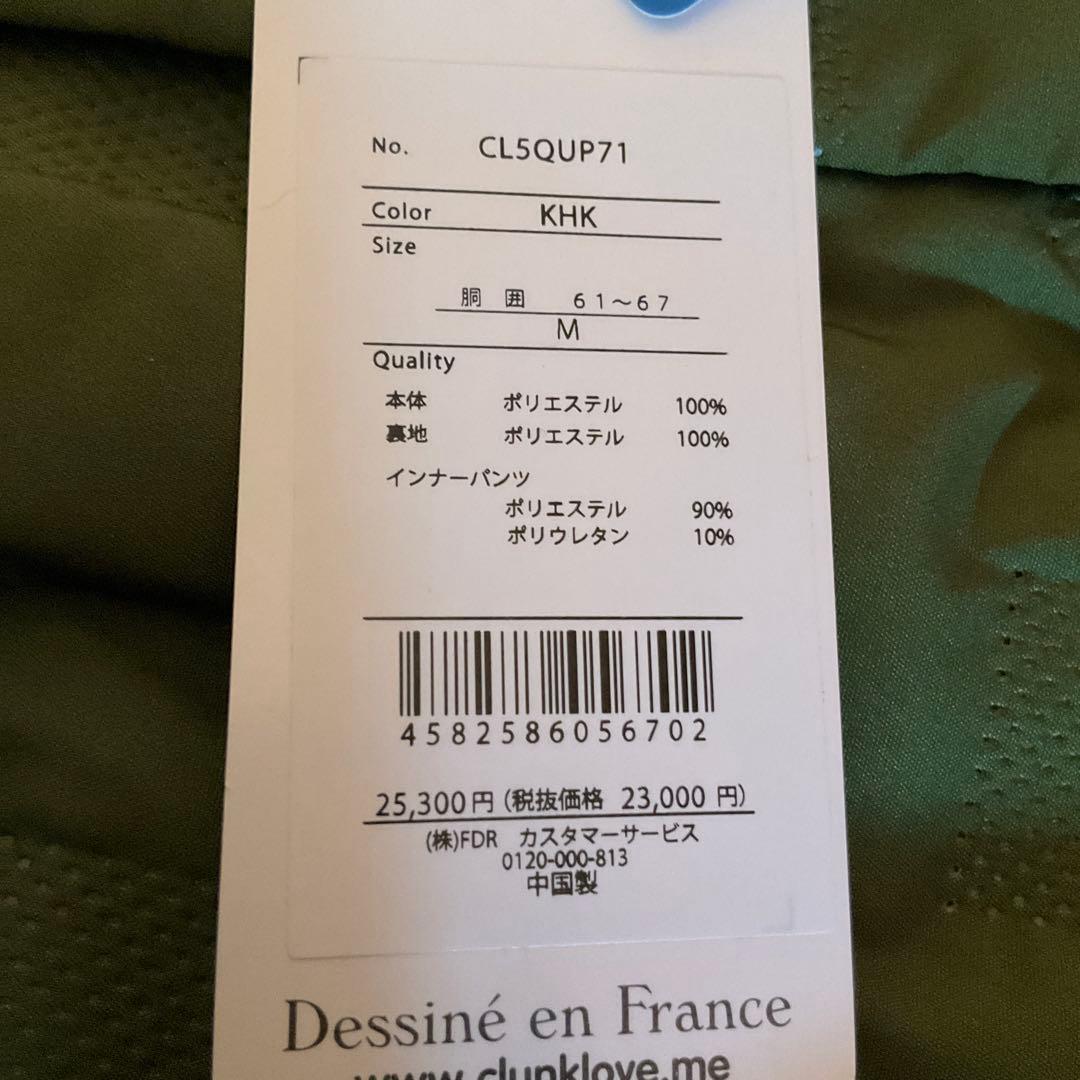 No. CL5QUP71
Color KHK
Size
胴 囲 61～67
M
Quality
本体 ポリエステル 100%
裏地 ポリエステル 100%
インナーパンツ
ポリエステル 90%
ポリウレタン 10%
4582586056702
25,300円(税抜価格 23,000 円)
(株)FDR カスタマーサービス
0120-000-813
中国製
Dessiné en France
www.clunklove.me